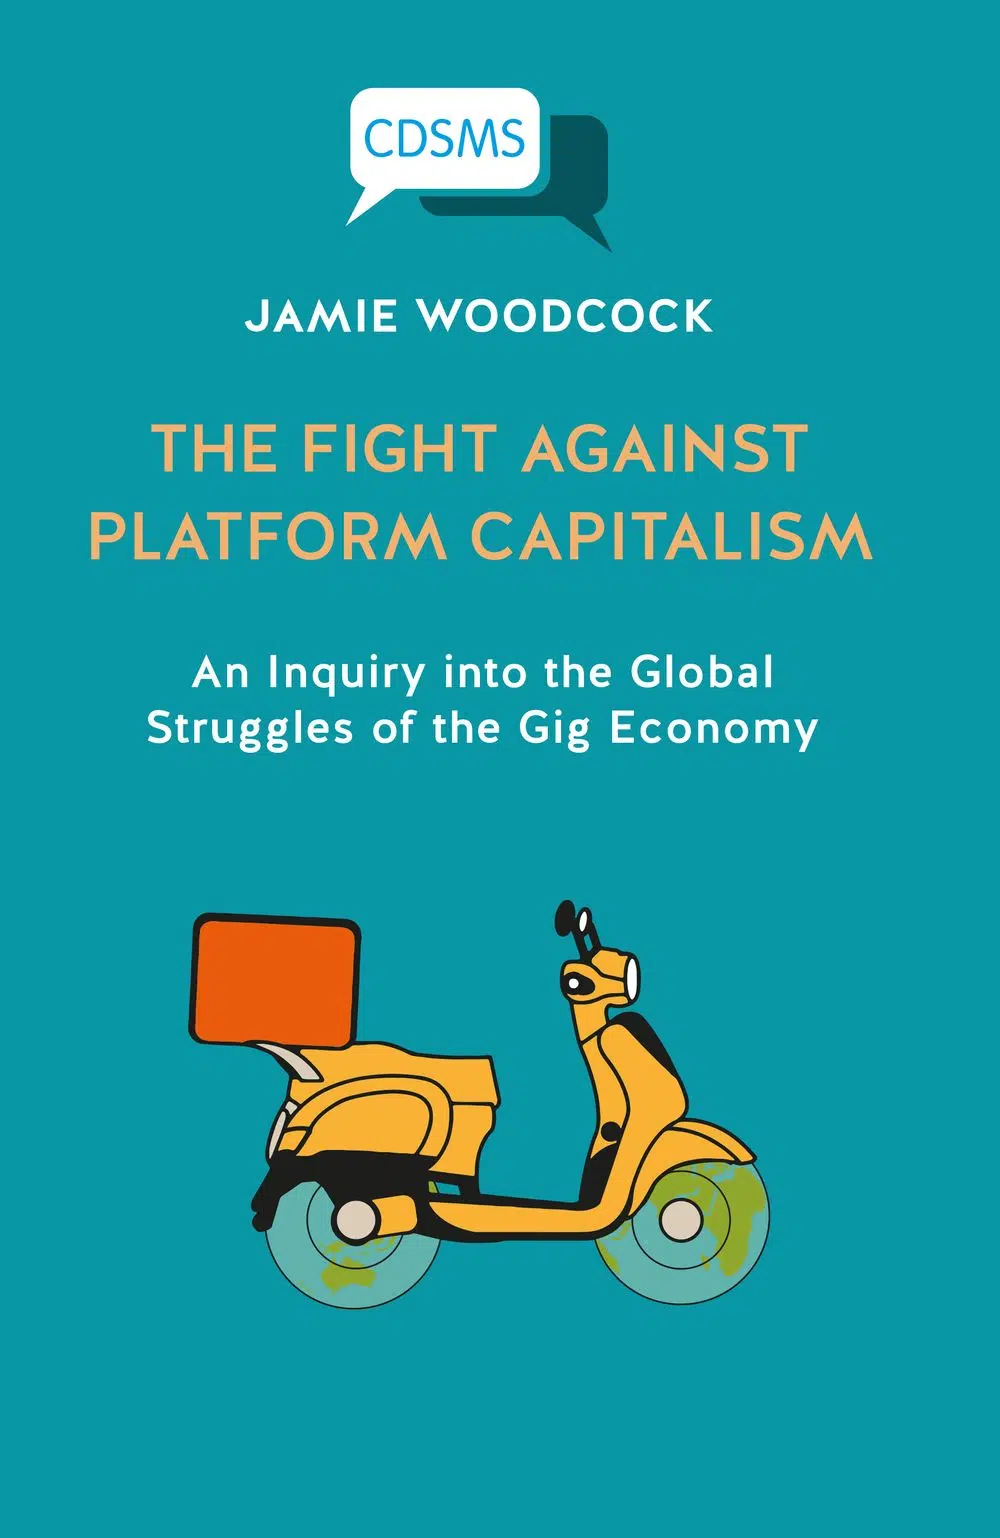 CDSMS
JAMIE WOODCOCK
THE FIGHT AGAINST
PLATFORM CAPITALISM
An Inquiry into the Global
Struggles of the Gig Economy